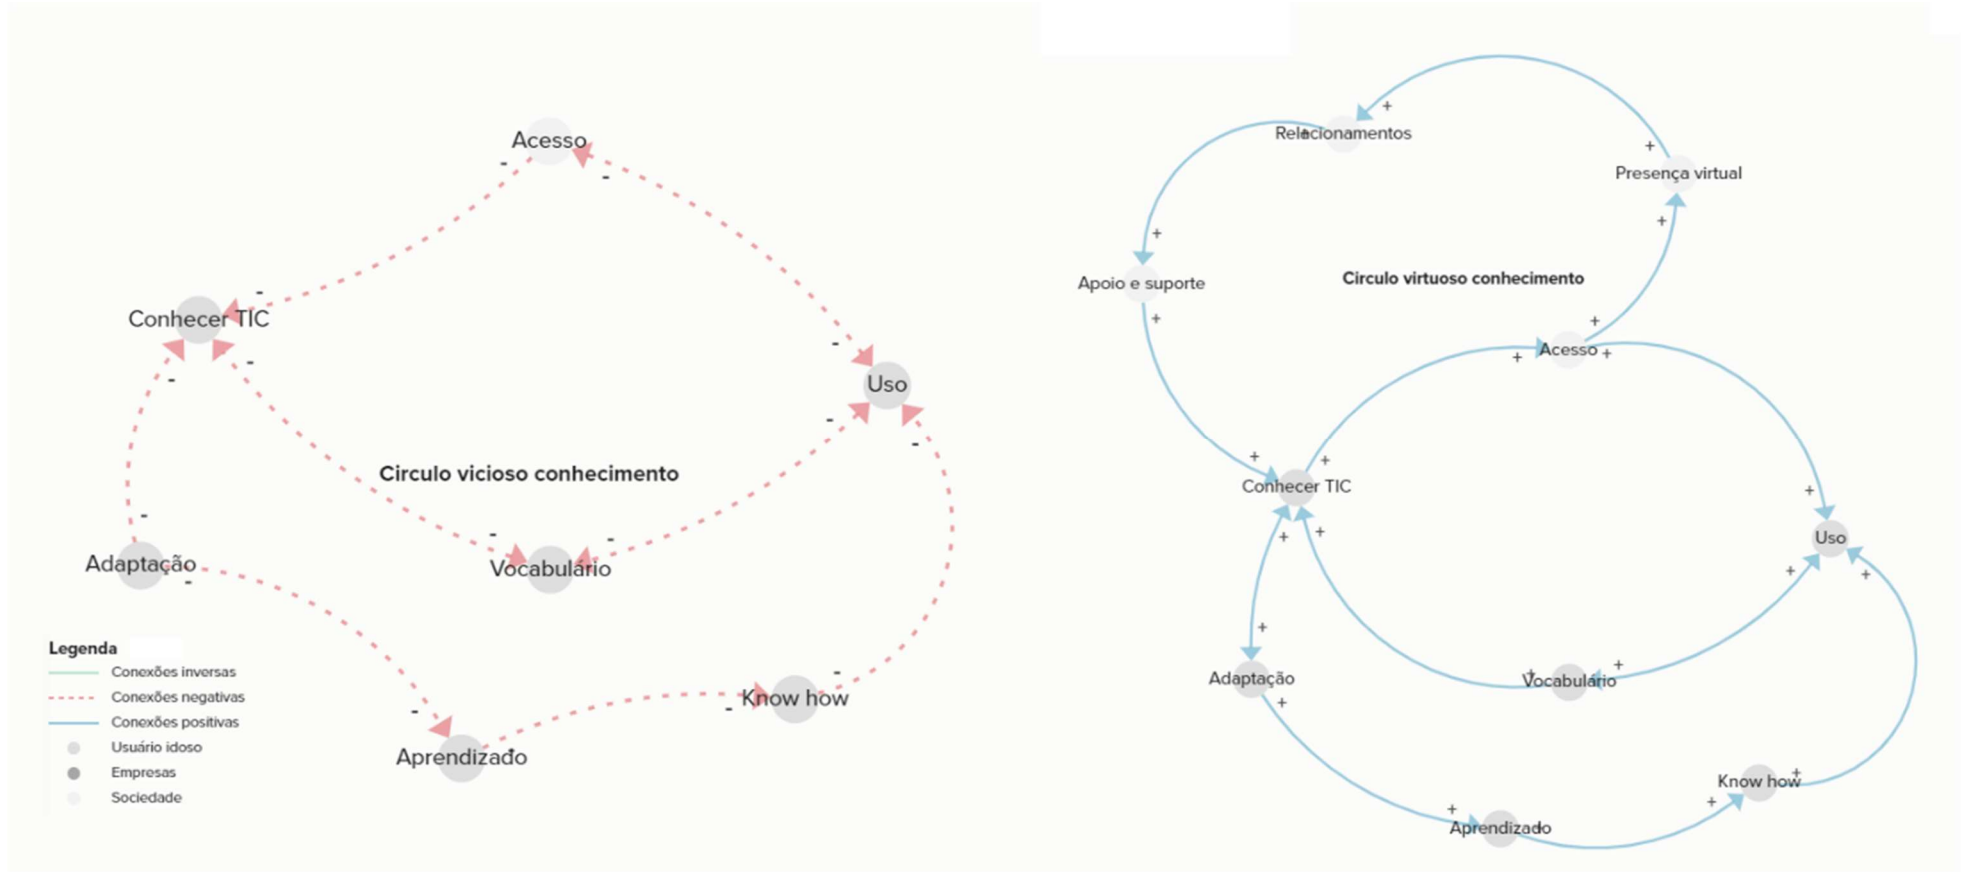 Acesso
Conhecer TIC
Uso
Circulo vicioso conhecimento
Adaptação
Vocabulário
Know how
Aprendizado
Legenda
Conexões inversas
Conexões negativas
Conexões positivas
Usuário idoso
Empresas
Sociedade
Relacionamentos
Presença virtual
Apoio e suporte
Circulo virtuoso conhecimento
Acesso
Conhecer TIC
Uso
Adaptação
Vocabulário
Know how
Aprendizado